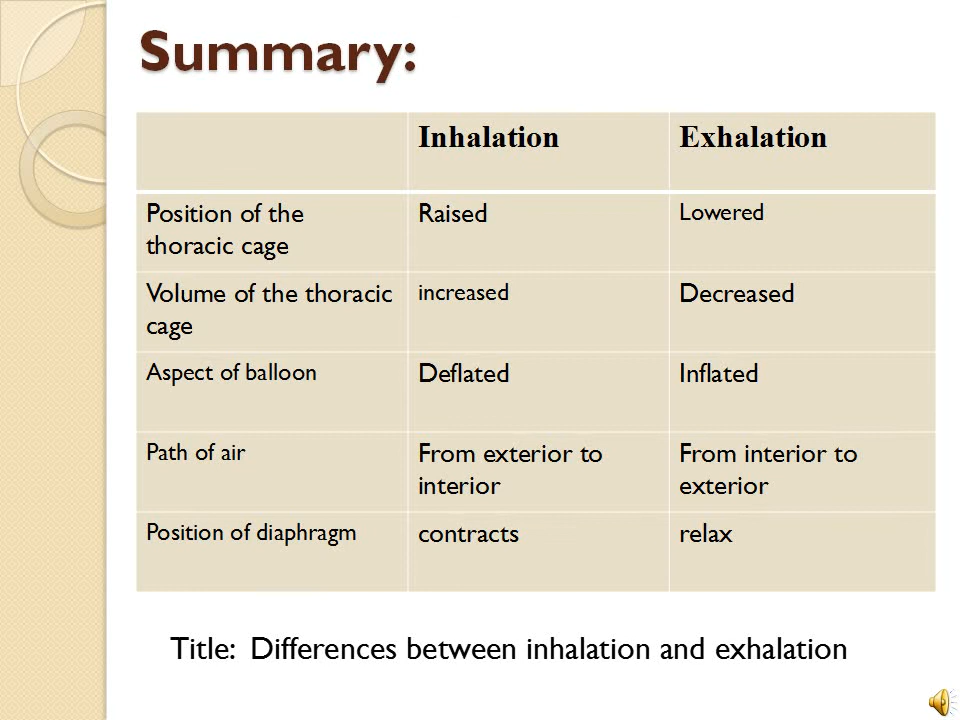 Summary:
Inhalation Exhalation
Position of the Raised Lowered
thoracic cage
Volume of the thoracic increased Decreased
cage
Aspect of balloon Deflated Inflated
Path of air From exterior to From interior to
interior exterior
Position of diaphragm contracts relax
Title: Differences between inhalation and exhalation